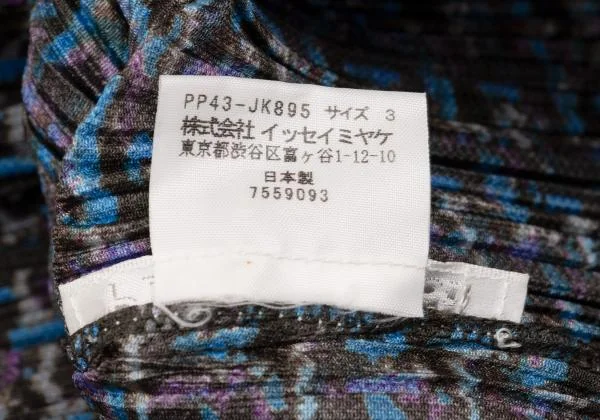 PP43-JK895 サイズ 3
株式会社 イッセイミヤケ
東京都渋谷区富ヶ谷1-12-10
日本製
7559093